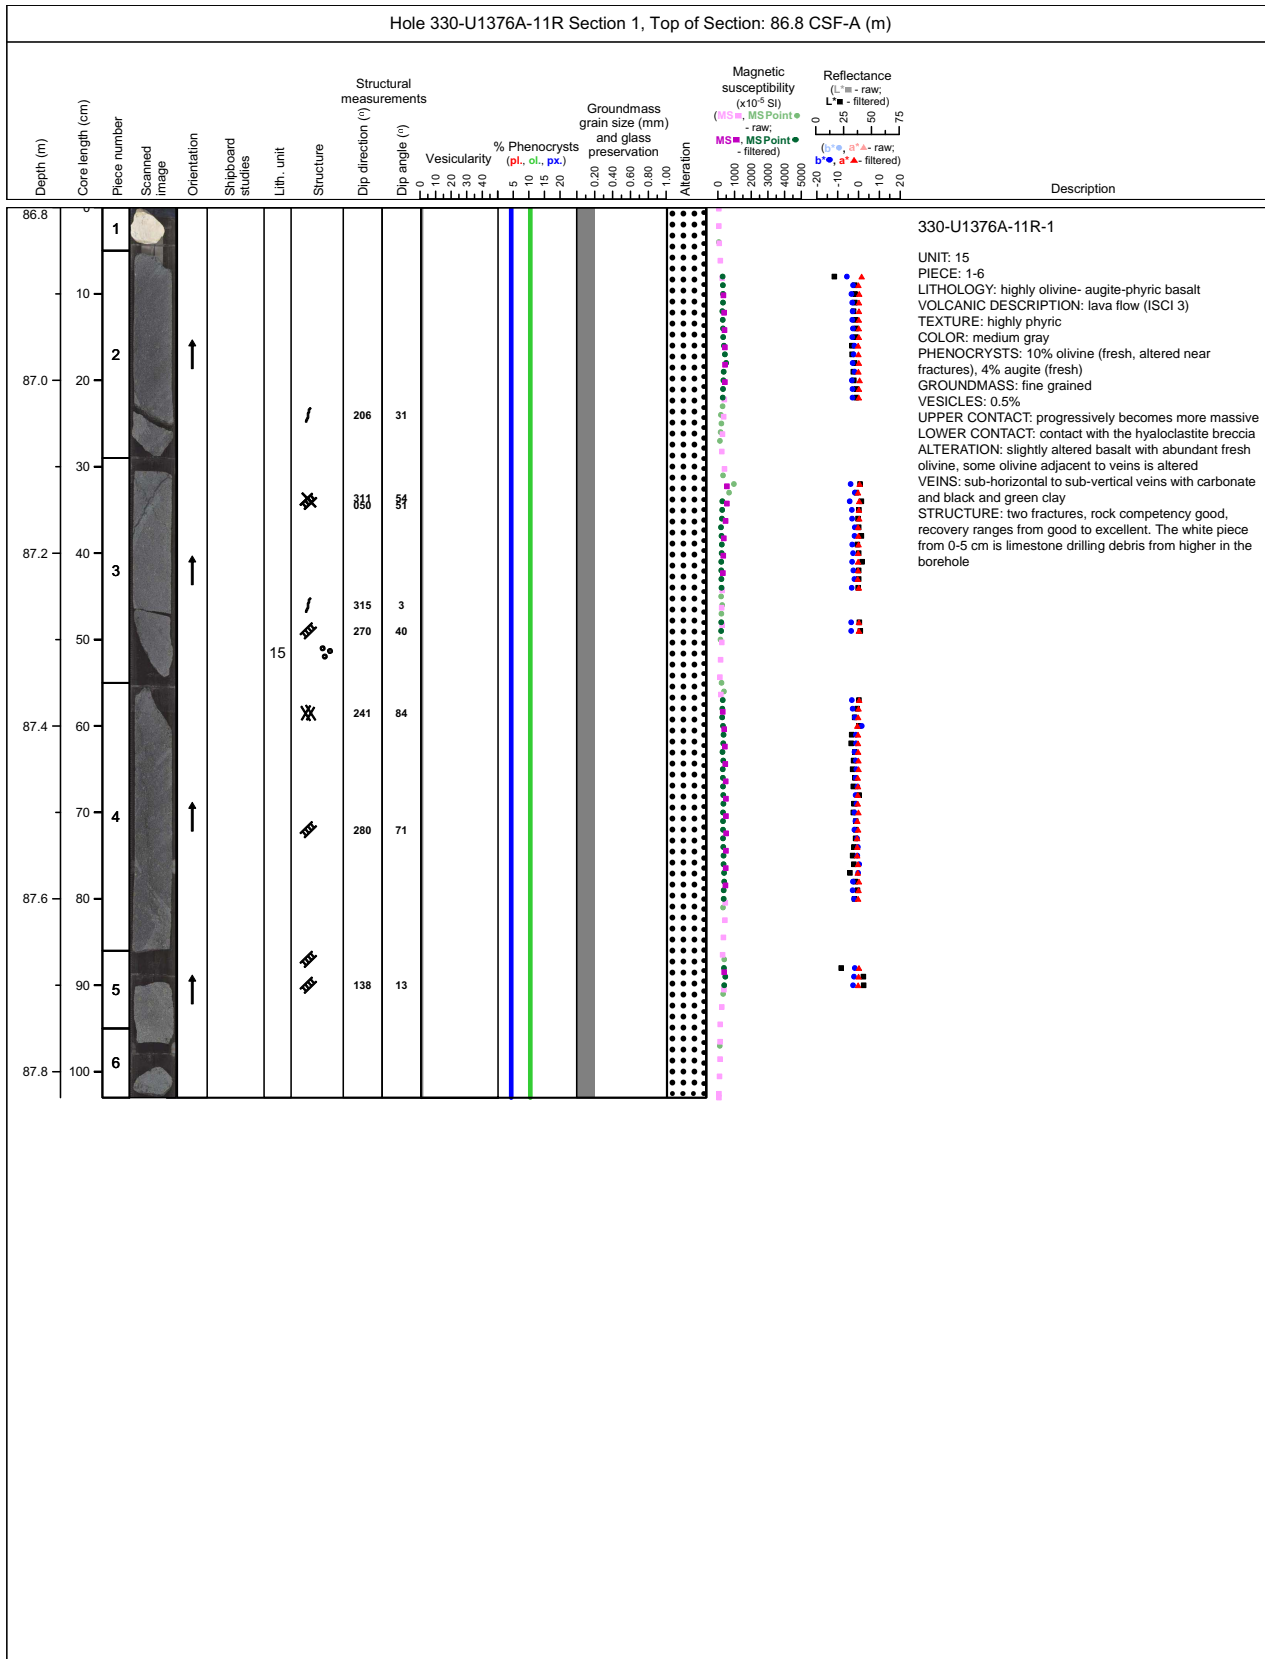 Hole 330-U1376A-11R Section 1, Top of Section: 86.8 CSF-A (m)
Depth (m)
Core length (cm)
Piece number
Scanned
image
Orientation
Shipboard
studies
Lith. unit
Structure
Structural
measurements
Dip direction (º)
Dip angle (º)
Vesicularity
0 10 20 30 40
% Phenocrysts
(pl., ol., px.)
5 10 15 20
Groundmass
grain size (mm)
and glass
preservation
0.20 0.40 0.60 0.80 1.00
Alteration
Magnetic
susceptibility
(x10-5 SI)
(MS, MSPoint
- raw;
MS, MSPoint
- filtered)
0 1000 2000 3000 4000 5000
Reflectance
(L* - raw;
L* - filtered)
0 25 50 75
(b*, a* - raw;
b*, a* - filtered)
-20 -10 0 10 20
Description
86.8
87.0
87.2
87.4
87.6
87.8
0
10
20
30
40
50
60
70
80
90
100
1
2
3
4
5
6
15
206 31
311 54
050 51
315 3
270 40
241 84
280 71
138 13
330-U1376A-11R-1
UNIT: 15
PIECE: 1-6
LITHOLOGY: highly olivine- augite-phyric basalt
VOLCANIC DESCRIPTION: lava flow (ISCI 3)
TEXTURE: highly phyric
COLOR: medium gray
PHENOCRYSTS: 10% olivine (fresh, altered near
fractures), 4% augite (fresh)
GROUNDMASS: fine grained
VESICLES: 0.5%
UPPER CONTACT: progressively becomes more massive
LOWER CONTACT: contact with the hyaloclastite breccia
ALTERATION: slightly altered basalt with abundant fresh
olivine, some olivine adjacent to veins is altered
VEINS: sub-horizontal to sub-vertical veins with carbonate
and black and green clay
STRUCTURE: two fractures, rock competency good,
recovery ranges from good to excellent. The white piece
from 0-5 cm is limestone drilling debris from higher in the
borehole